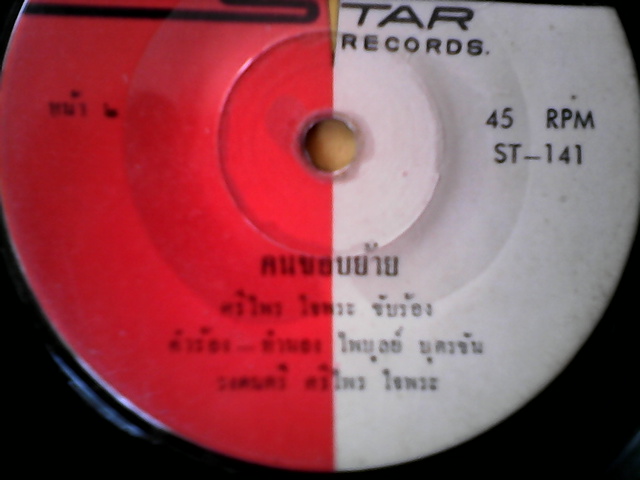 STAR
RECORDS.
หน้า ๒
45 RPM
ST-141
คนขอบย้าย
ศรีไพร ใจพระ ขับร้อง
คำร้อง - ทำนอง ไพบูลย์ บุตรขัน
วงดนตรี ศรีไพร ใจพระ